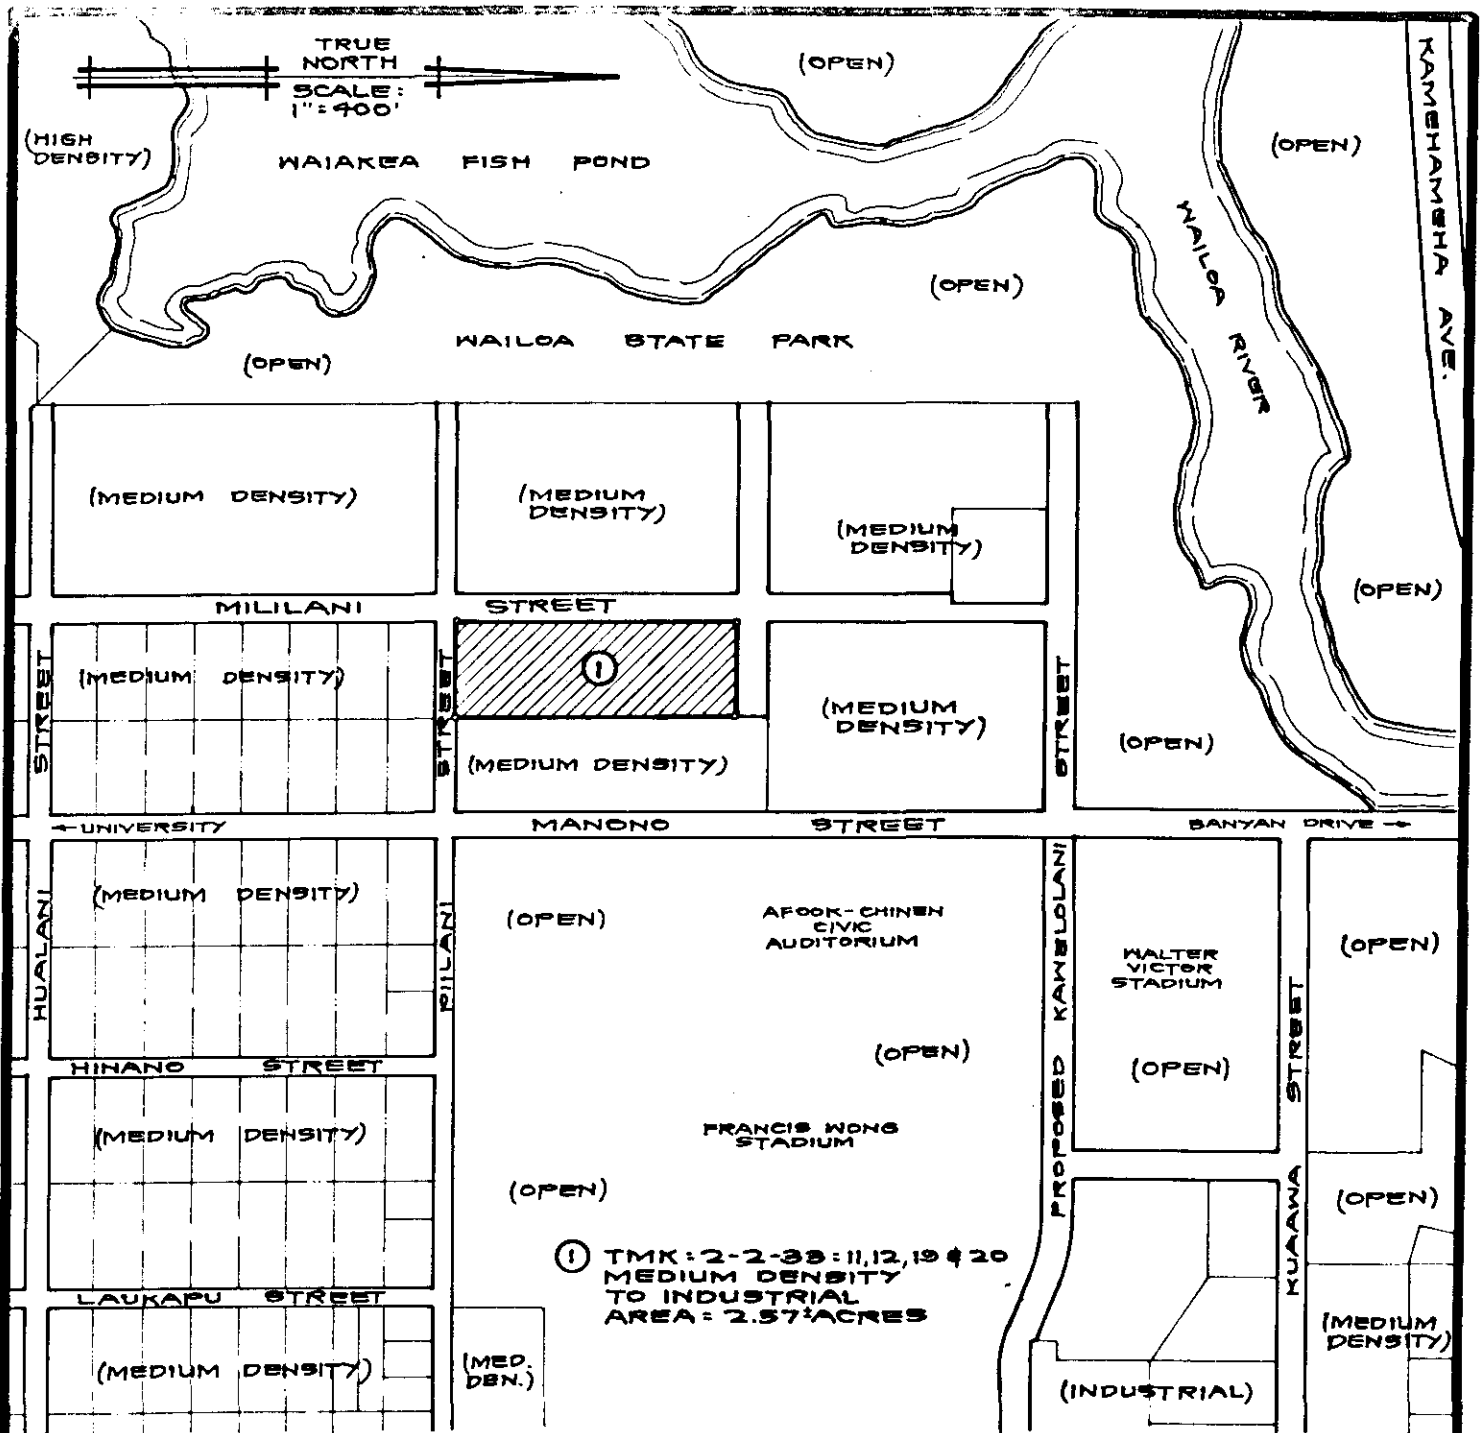 TRUE
NORTH
SCALE:
1"=400'
(OPEN)
(HIGH
DENSITY)
WAIAKEA FISH POND
(OPEN)
KAMEHAMEHA AVE.
WAILOA RIVER
(OPEN)
WAILOA STATE PARK
(OPEN)
(MEDIUM DENSITY)
(MEDIUM
DENSITY)
(MEDIUM
DENSITY)
(OPEN)
MILILANI STREET
STREET
(MEDIUM DENSITY)
STREET
1
(MEDIUM DENSITY)
(MEDIUM
DENSITY)
STREET
(OPEN)
←UNIVERSITY
MANONO STREET
BANYAN DRIVE→
HUALANI
(MEDIUM DENSITY)
PIILANI
(OPEN)
AFOOK-CHINEN
CIVIC
AUDITORIUM
PROPOSED KAWELOLANI
WALTER
VICTOR
STADIUM
(OPEN)
KUAAWA STREET
(OPEN)
HINANO STREET
(OPEN)
(MEDIUM DENSITY)
FRANCIS WONG
STADIUM
(OPEN)
(OPEN)
1 TMK: 2-2-33: 11, 12, 19 & 20
MEDIUM DENSITY
TO INDUSTRIAL
AREA = 2.57± ACRES
LAUKAPU STREET
(MEDIUM DENSITY)
(MED.
DEN.)
(INDUSTRIAL)
(MEDIUM
DENSITY)